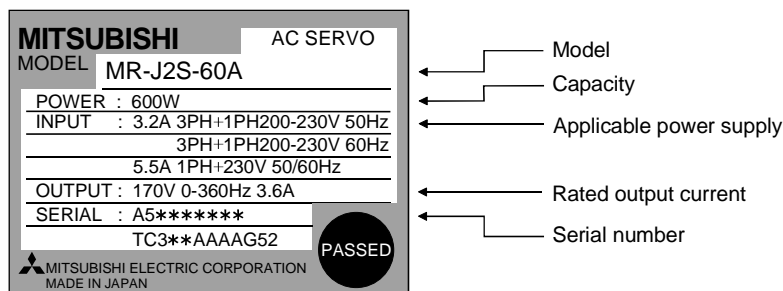 MITSUBISHI AC SERVO
MODEL MR-J2S-60A
POWER : 600W
INPUT : 3.2A 3PH+1PH200-230V 50Hz
3PH+1PH200-230V 60Hz
5.5A 1PH+230V 50/60Hz
OUTPUT : 170V 0-360Hz 3.6A
SERIAL : A5*******
TC3**AAAAG52
PASSED
MITSUBISHI ELECTRIC CORPORATION
MADE IN JAPAN
Model
Capacity
Applicable power supply
Rated output current
Serial number